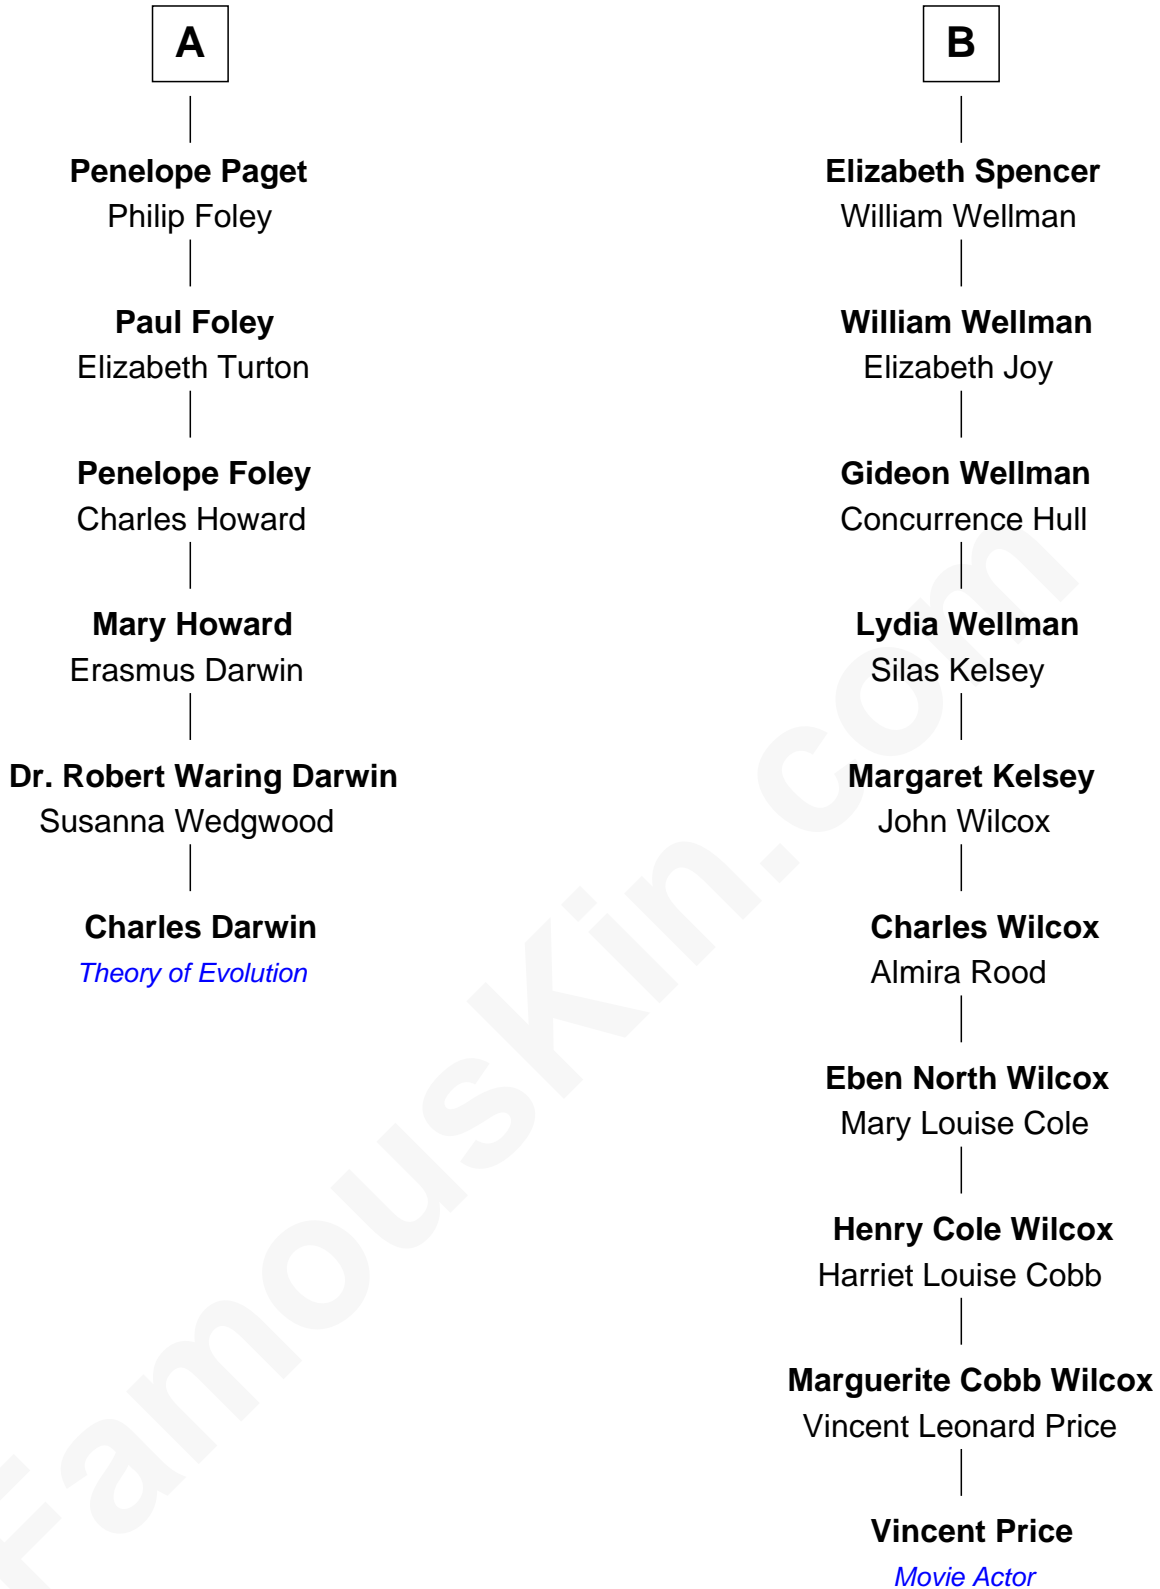 A
Penelope Paget
Philip Foley
Paul Foley
Elizabeth Turton
Penelope Foley
Charles Howard
Mary Howard
Erasmus Darwin
Dr. Robert Waring Darwin
Susanna Wedgwood
Charles Darwin
Theory of Evolution
B
Elizabeth Spencer
William Wellman
William Wellman
Elizabeth Joy
Gideon Wellman
Concurrence Hull
Lydia Wellman
Silas Kelsey
Margaret Kelsey
John Wilcox
Charles Wilcox
Almira Rood
Eben North Wilcox
Mary Louise Cole
Henry Cole Wilcox
Harriet Louise Cobb
Marguerite Cobb Wilcox
Vincent Leonard Price
Vincent Price
Movie Actor
FamousKin.com